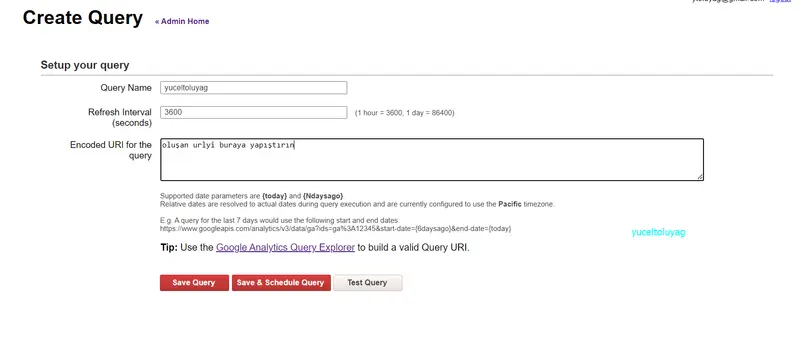 logout
Create Query « Admin Home
Setup your query
Query Name yuceltoluyag
Refresh Interval (seconds) 3600 (1 hour = 3600, 1 day = 86400)
Encoded URI for the query oluşan urlyi buraya yapıştırın
Supported date parameters are {today} and {Ndaysago}
Relative dates are resolved to actual dates during query execution and are currently configured to use the Pacific timezone.
E.g. A query for the last 7 days would use the following start and end dates:
https://www.googleapis.com/analytics/v3/data/ga?ids=ga%3A12345&start-date={6daysago}&end-date={today}
yuceltoluyag
Tip: Use the Google Analytics Query Explorer to build a valid Query URI.
Save Query Save & Schedule Query Test Query